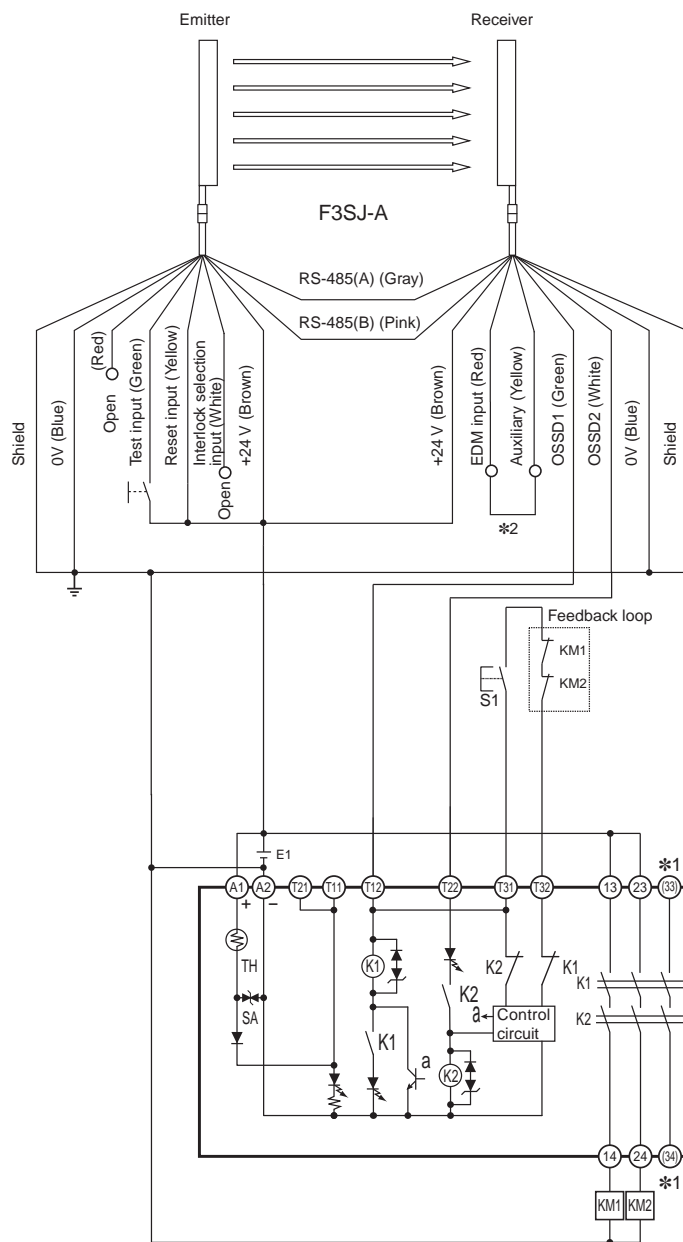 Emitter
Receiver
F3SJ-A
RS-485(A) (Gray)
RS-485(B) (Pink)
Shield
0V (Blue)
(Red)
Open
Test input (Green)
Reset input (Yellow)
Interlock selection
input (White)
Open
+24 V (Brown)
+24 V (Brown)
EDM input (Red)
Auxiliary (Yellow)
OSSD1 (Green)
OSSD2 (White)
0V (Blue)
Shield
*2
Feedback loop
KM1
KM2
S1
E1
*1
A1
A2
T21
T11
T12
T22
T31
T32
13
23
(33)
+
−
TH
SA
K1
K1
a
K2
K2
K2
K1
a
Control
circuit
K1
K2
14
24
(34)
*1
KM1
KM2